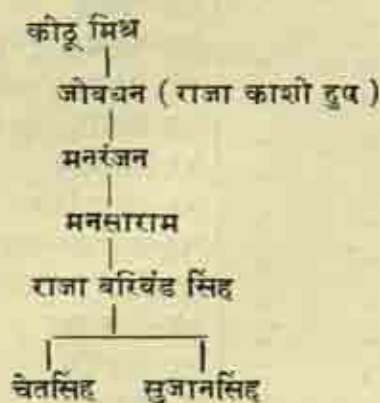 कीठू मिश्र
जीवधन ( राजा काशी टुप )
मनरंजन
मनसाराम
राजा बरिवंड सिंह
चेतसिंह सुजानसिंह